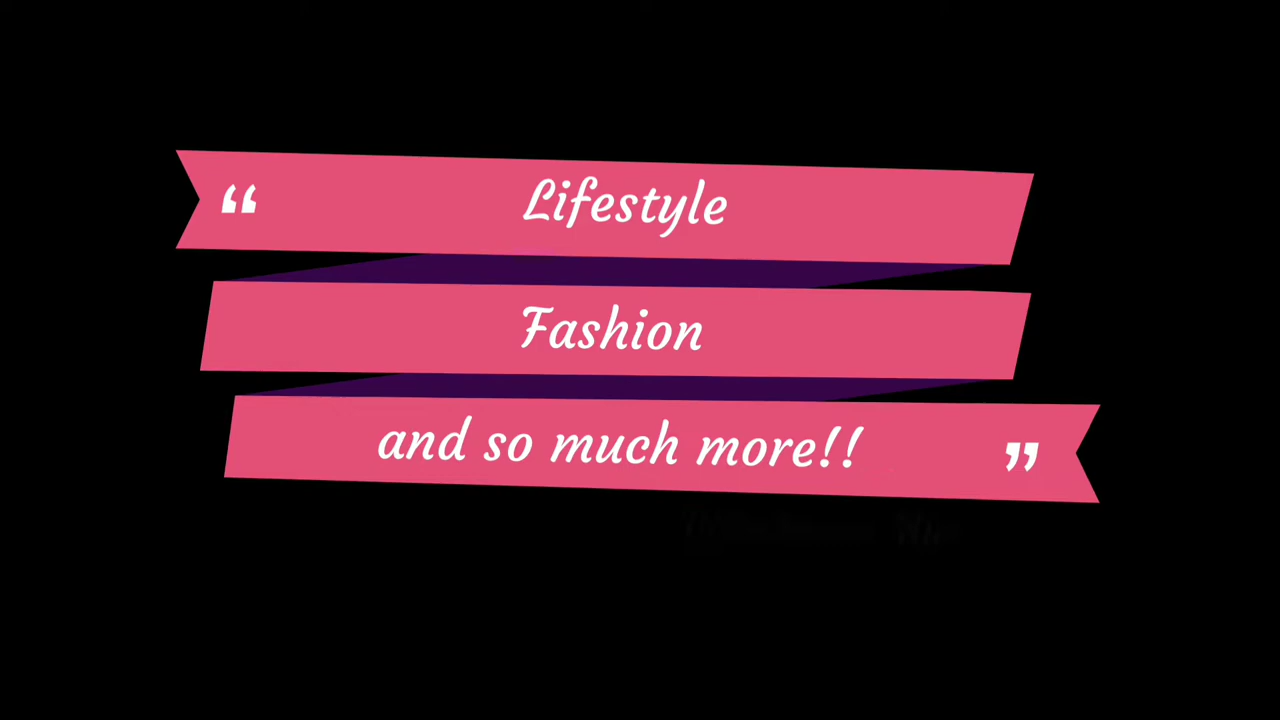 “ Lifestyle
Fashion
and so much more!! ”